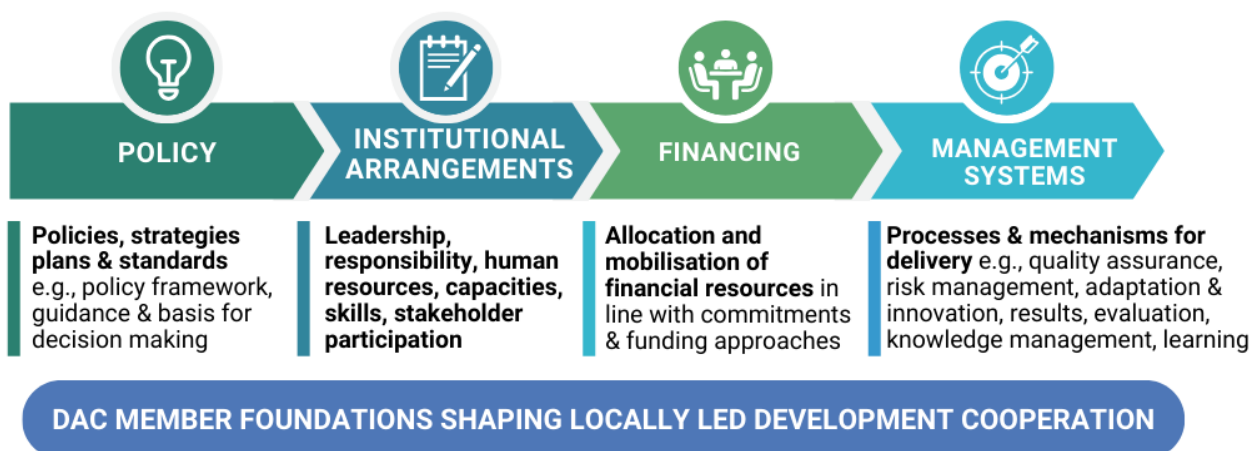 POLICY
INSTITUTIONAL
ARRANGEMENTS
FINANCING
MANAGEMENT
SYSTEMS
Policies, strategies
plans & standards
e.g., policy framework,
guidance & basis for
decision making
Leadership,
responsibility, human
resources, capacities,
skills, stakeholder
participation
Allocation and
mobilisation of
financial resources in
line with commitments
& funding approaches
Processes & mechanisms for
delivery e.g., quality assurance,
risk management, adaptation &
innovation, results, evaluation,
knowledge management, learning
DAC MEMBER FOUNDATIONS SHAPING LOCALLY LED DEVELOPMENT COOPERATION